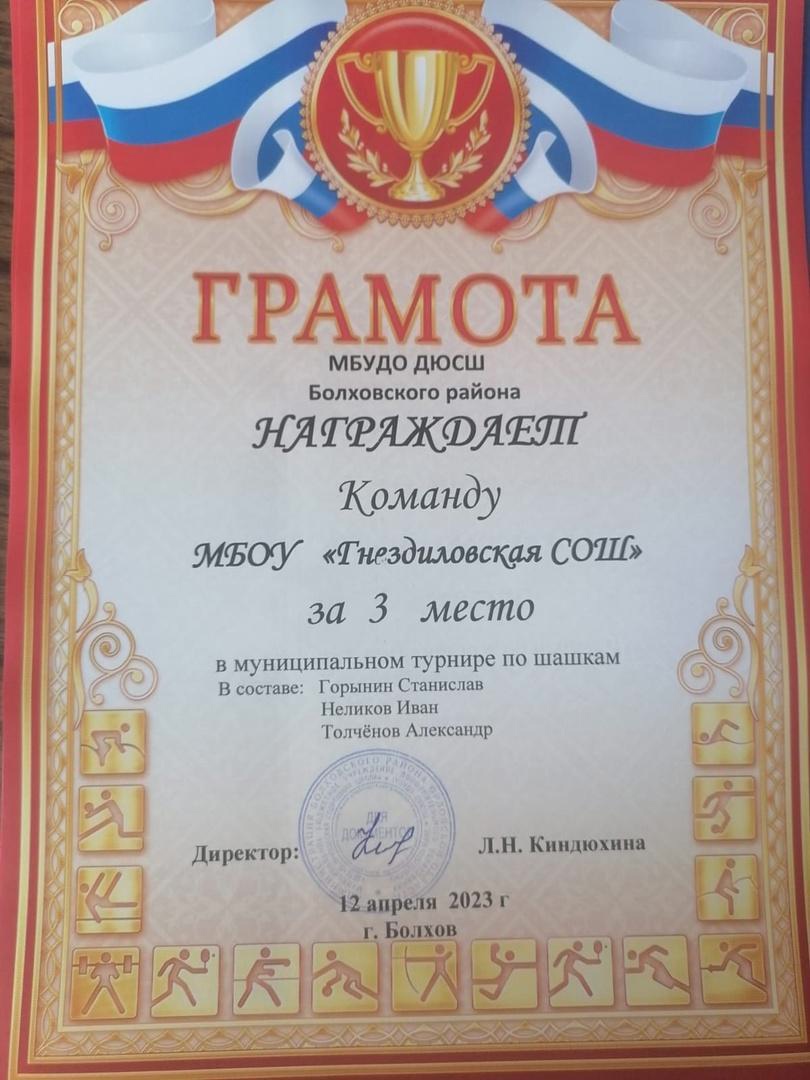 ГРАМОТА
МБУДО ДЮСШ
Болховского района
НАГРАЖДАЕТ
Команду
МБОУ «Гнездиловская СОШ»
за 3 место
в муниципальном турнире по шашкам
В составе: Горынин Станислав
Неликов Иван
Толчёнов Александр
ДЛЯ
ДОКУМЕНТОВ
Директор: Л.Н. Киндюхина
12 апреля 2023 г
г. Болхов